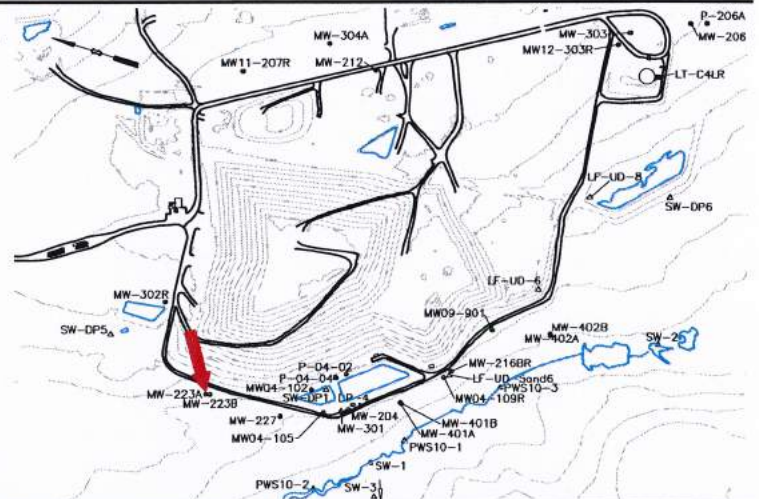 P-206A
MW-304A
MW-303
MW-206
MW12-303R
MW11-207R
MW-212
LT-C4LR
LF-UD-8
SW-DP6
LF-UD-6
MW-302R
MW09-901
SW-DP5
MW-402B
MW-402A
SW-2
P-04-02
MW-216BR
P-04-04
LF-UD-Sand6
MW-223A
MW04-102
PWS10-3
SW-DP1
DP-4
MW04-109R
MW-223B
MW-227
MW-204
MW-401B
MW04-105
MW-301
MW-401A
PWS10-1
SW-1
PWS10-2
SW-3